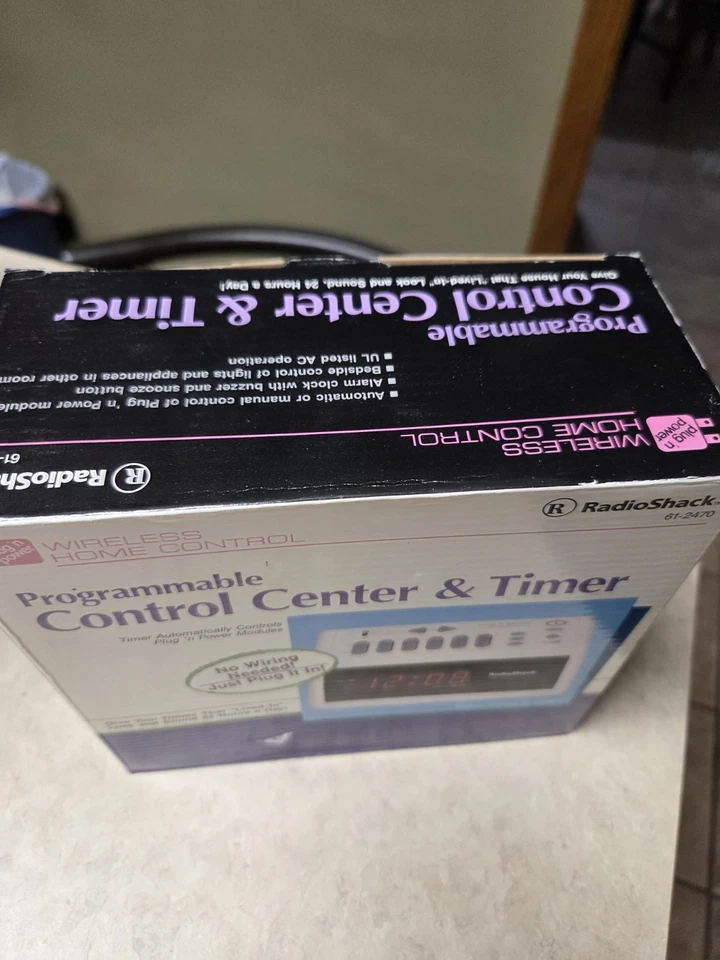 Programmable
Control Center & Timer
Give Your House That "Lived-In" Look and Sound, 24 Hours a Day!
■ Automatic or manual control of Plug 'n Power
■ Alarm clock with buzzer and snooze button
■ Bedside control of lights and appliances in other
■ UL listed AC operation
plug 'n power
WIRELESS
HOME CONTROL
RadioShack
61-2470
power
WIRELESS
HOME CONTROL
Programmable
Control Center & Timer
Timer Automatically Controls
Plug 'n Power Modules
No Wiring
Needed!
Just Plug It In!
RadioShack
12:08